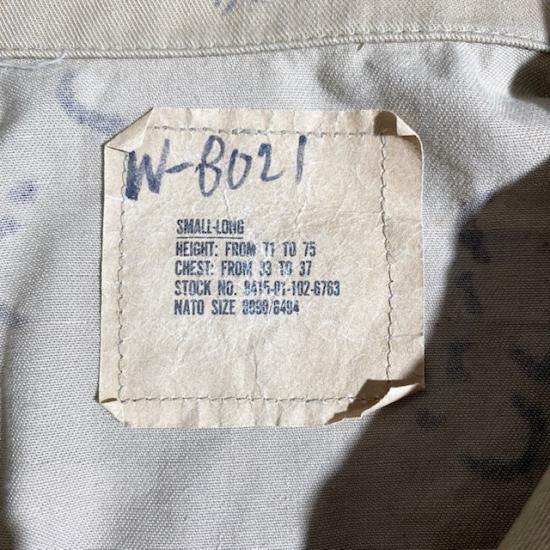 W-8021
SMALL-LONG
HEIGHT: FROM 71 TO 75
CHEST: FROM 33 TO 37
STOCK NO. 8415-01-102-6763
NATO SIZE 8090/8494